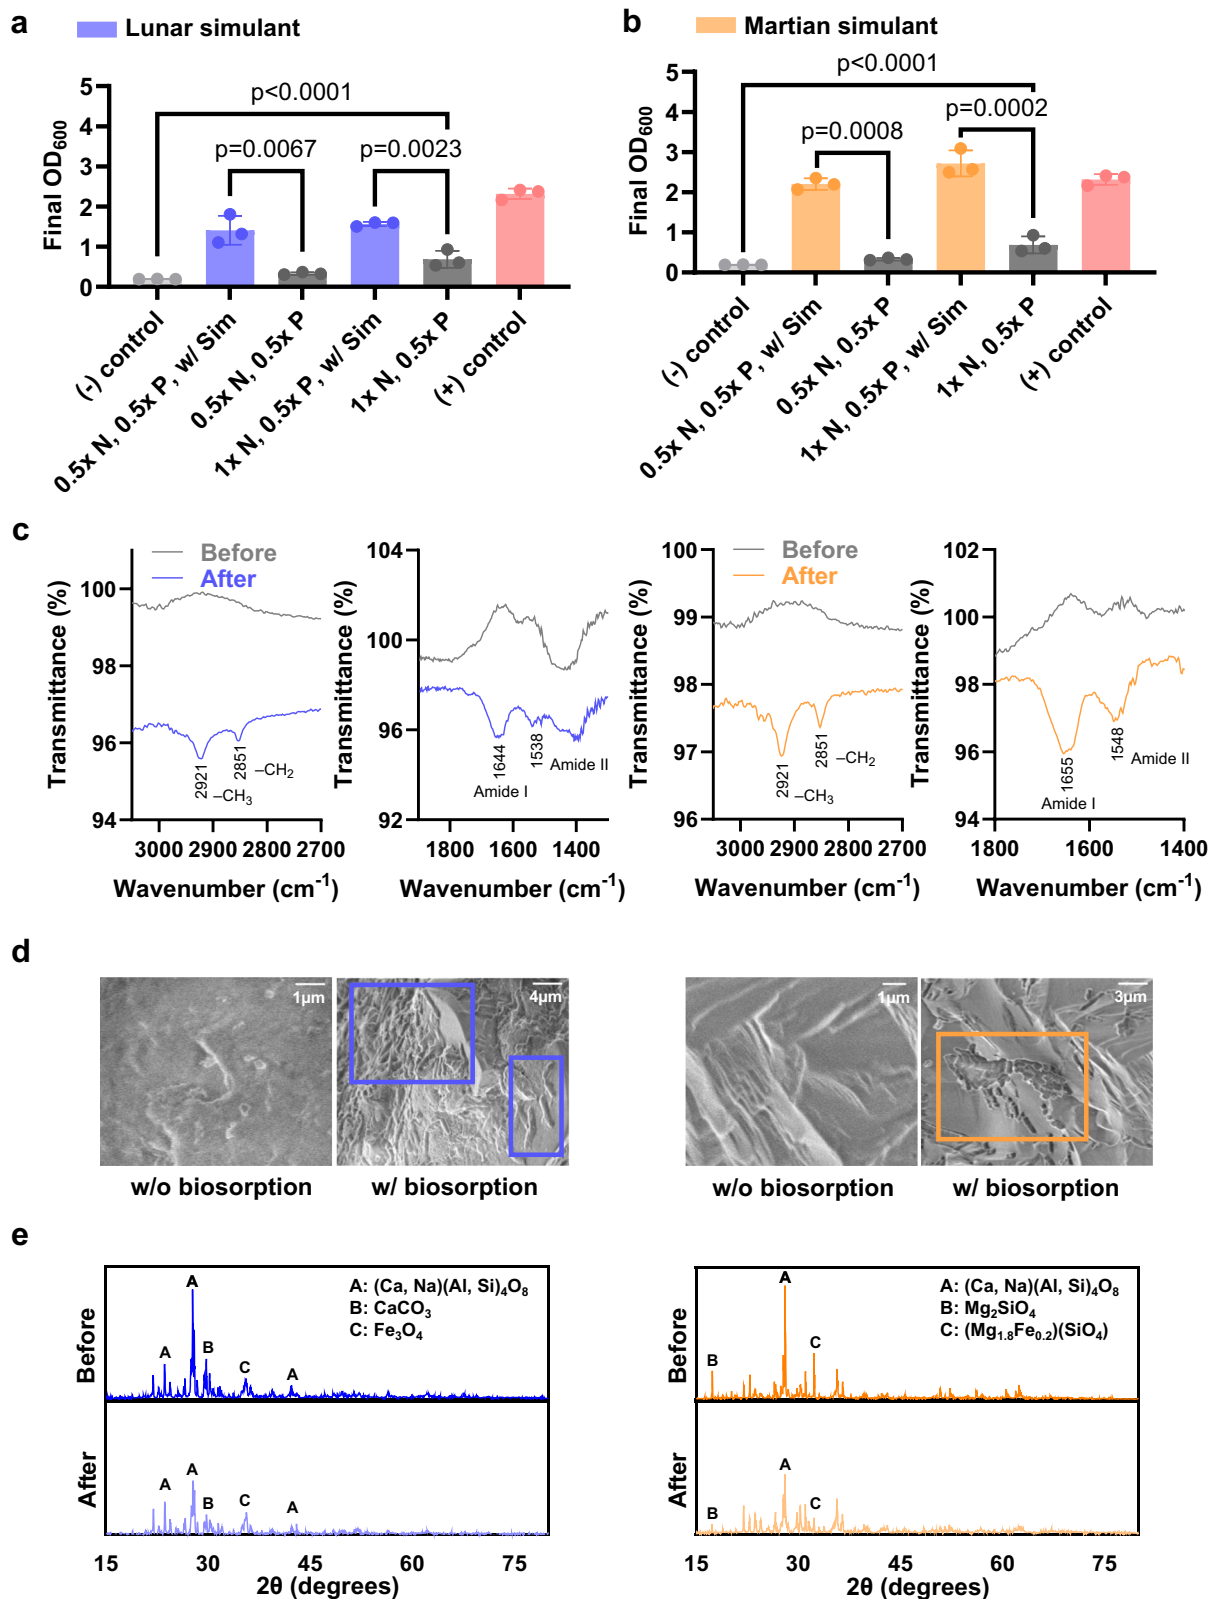 a
Lunar simulant
p<0.0001
p=0.0067
p=0.0023
Final OD600
5
4
3
2
1
0
(-) control
0.5x N, 0.5x P, w/ Sim
0.5x N, 0.5x P
1x N, 0.5x P, w/ Sim
1x N, 0.5x P
(+) control
b
Martian simulant
p<0.0001
p=0.0002
p=0.0008
Final OD600
5
4
3
2
1
0
(-) control
0.5x N, 0.5x P, w/ Sim
0.5x N, 0.5x P
1x N, 0.5x P, w/ Sim
1x N, 0.5x P
(+) control
c
Before
After
Transmittance (%)
100
98
96
94
2921
–CH3
2851
–CH2
3000 2900 2800 2700
Wavenumber (cm-1)
Transmittance (%)
104
100
96
92
1644
Amide I
1538
Amide II
1800 1600 1400
Wavenumber (cm-1)
Before
After
Transmittance (%)
100
99
98
97
96
2921
–CH3
2851
–CH2
3000 2900 2800 2700
Wavenumber (cm-1)
Transmittance (%)
102
100
98
96
94
1655
Amide I
1548
Amide II
1800 1600 1400
Wavenumber (cm-1)
d
1μm
4μm
w/o biosorption
w/ biosorption
1μm
3μm
w/o biosorption
w/ biosorption
e
Before
A
A
B
C
A
A: (Ca, Na)(Al, Si)4O8
B: CaCO3
C: Fe3O4
After
A
A
B
C
A
15 30 45 60 75
2θ (degrees)
Before
B
A
C
A: (Ca, Na)(Al, Si)4O8
B: Mg2SiO4
C: (Mg1.8Fe0.2)(SiO4)
After
B
A
C
15 30 45 60 75
2θ (degrees)